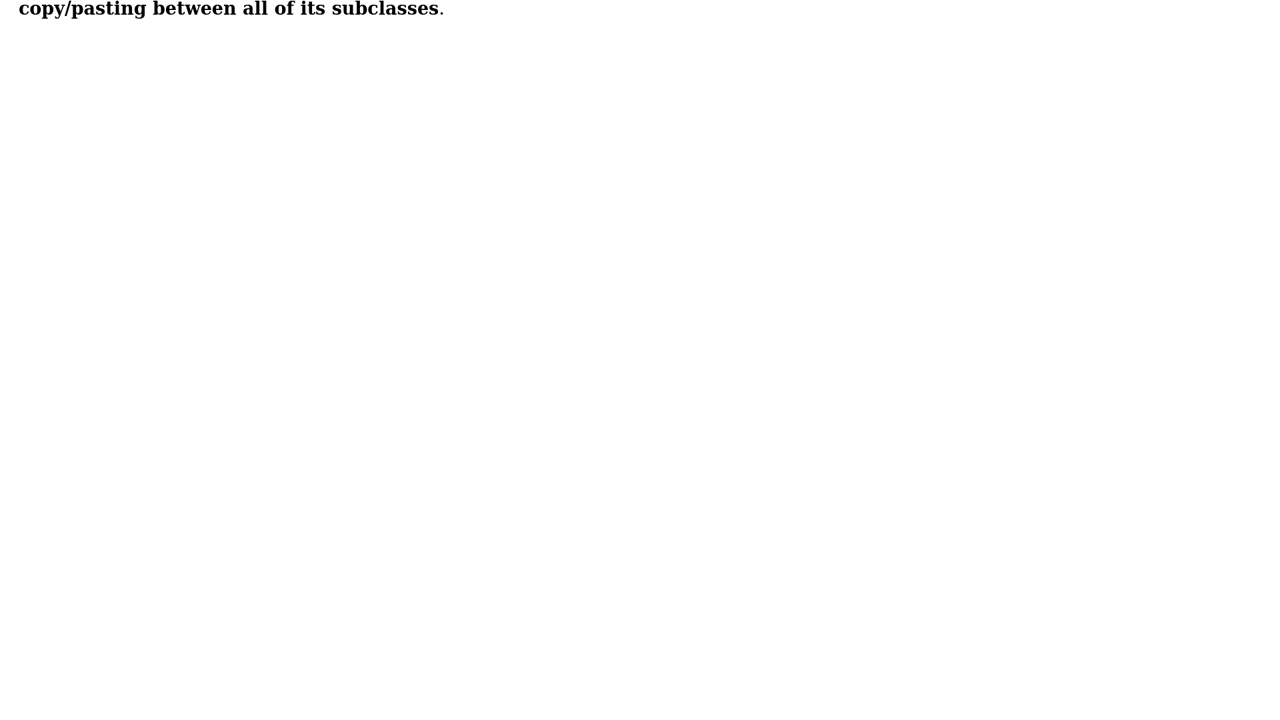 copy/pasting between all of its subclasses.